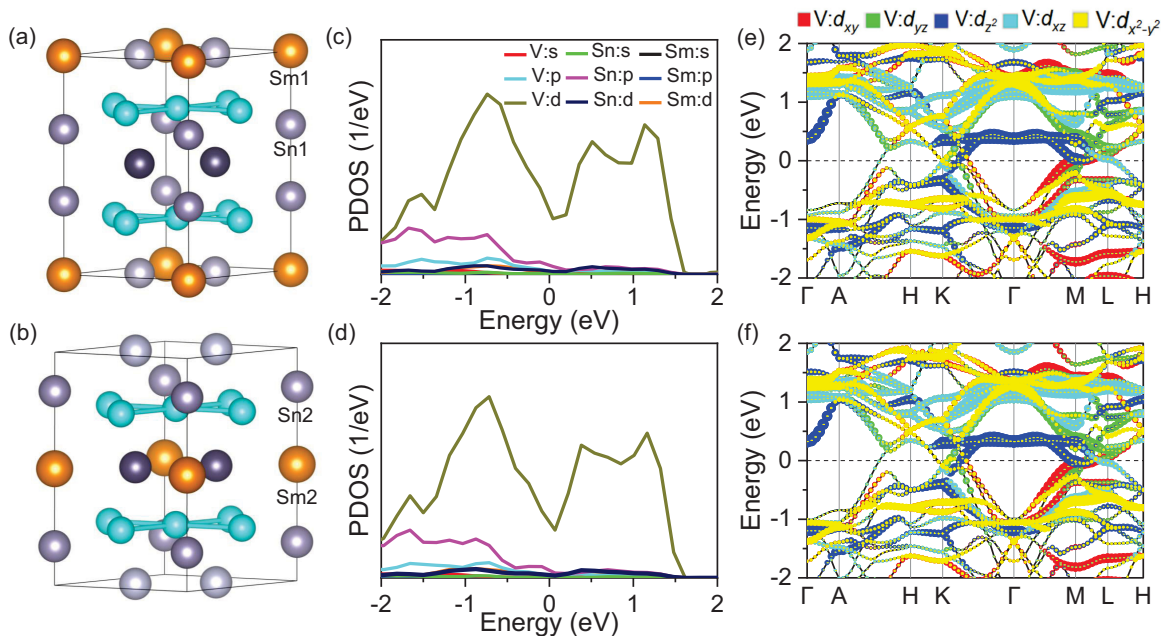 V:dxy V:dyz V:dz² V:dxz V:dx²-y²
(a) (c) (e)
Sm1
Sn1
V:s Sn:s Sm:s
V:p Sn:p Sm:p
V:d Sn:d Sm:d
PDOS (1/eV)
-2 -1 0 1 2
Energy (eV)
2
1
0
-1
-2
Energy (eV)
Γ A H K Γ M L H
(b) (d) (f)
Sn2
Sm2
PDOS (1/eV)
-2 -1 0 1 2
Energy (eV)
2
1
0
-1
-2
Energy (eV)
Γ A H K Γ M L H